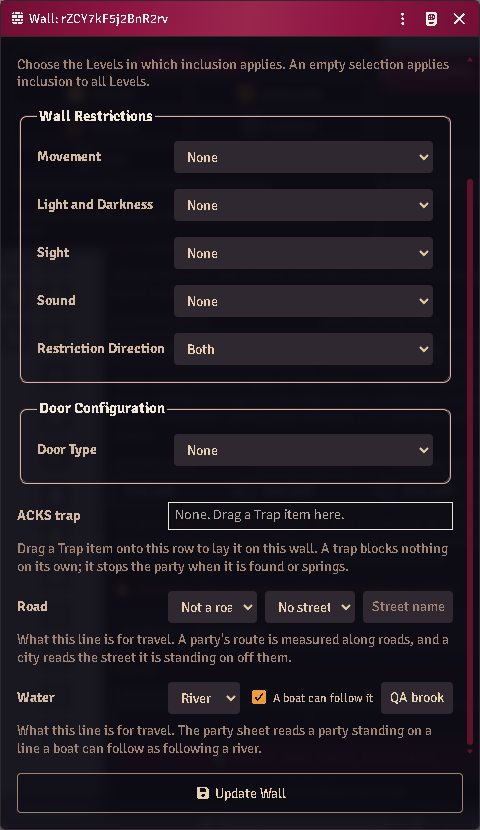 Wall: rZCY7kF5j2BnR2rv
Choose the Levels in which inclusion applies. An empty selection applies
inclusion to all Levels.
Wall Restrictions
Movement None
Light and Darkness None
Sight None
Sound None
Restriction Direction Both
Door Configuration
Door Type None
ACKS trap None. Drag a Trap item here.
Drag a Trap item onto this row to lay it on this wall. A trap blocks nothing
on its own; it stops the party when it is found or springs.
Road Not a roa No street Street name
What this line is for travel. A party's route is measured along roads, and a
city reads the street it is standing on off them.
Water River A boat can follow it QA brook
What this line is for travel. The party sheet reads a party standing on a
line a boat can follow as following a river.
Update Wall